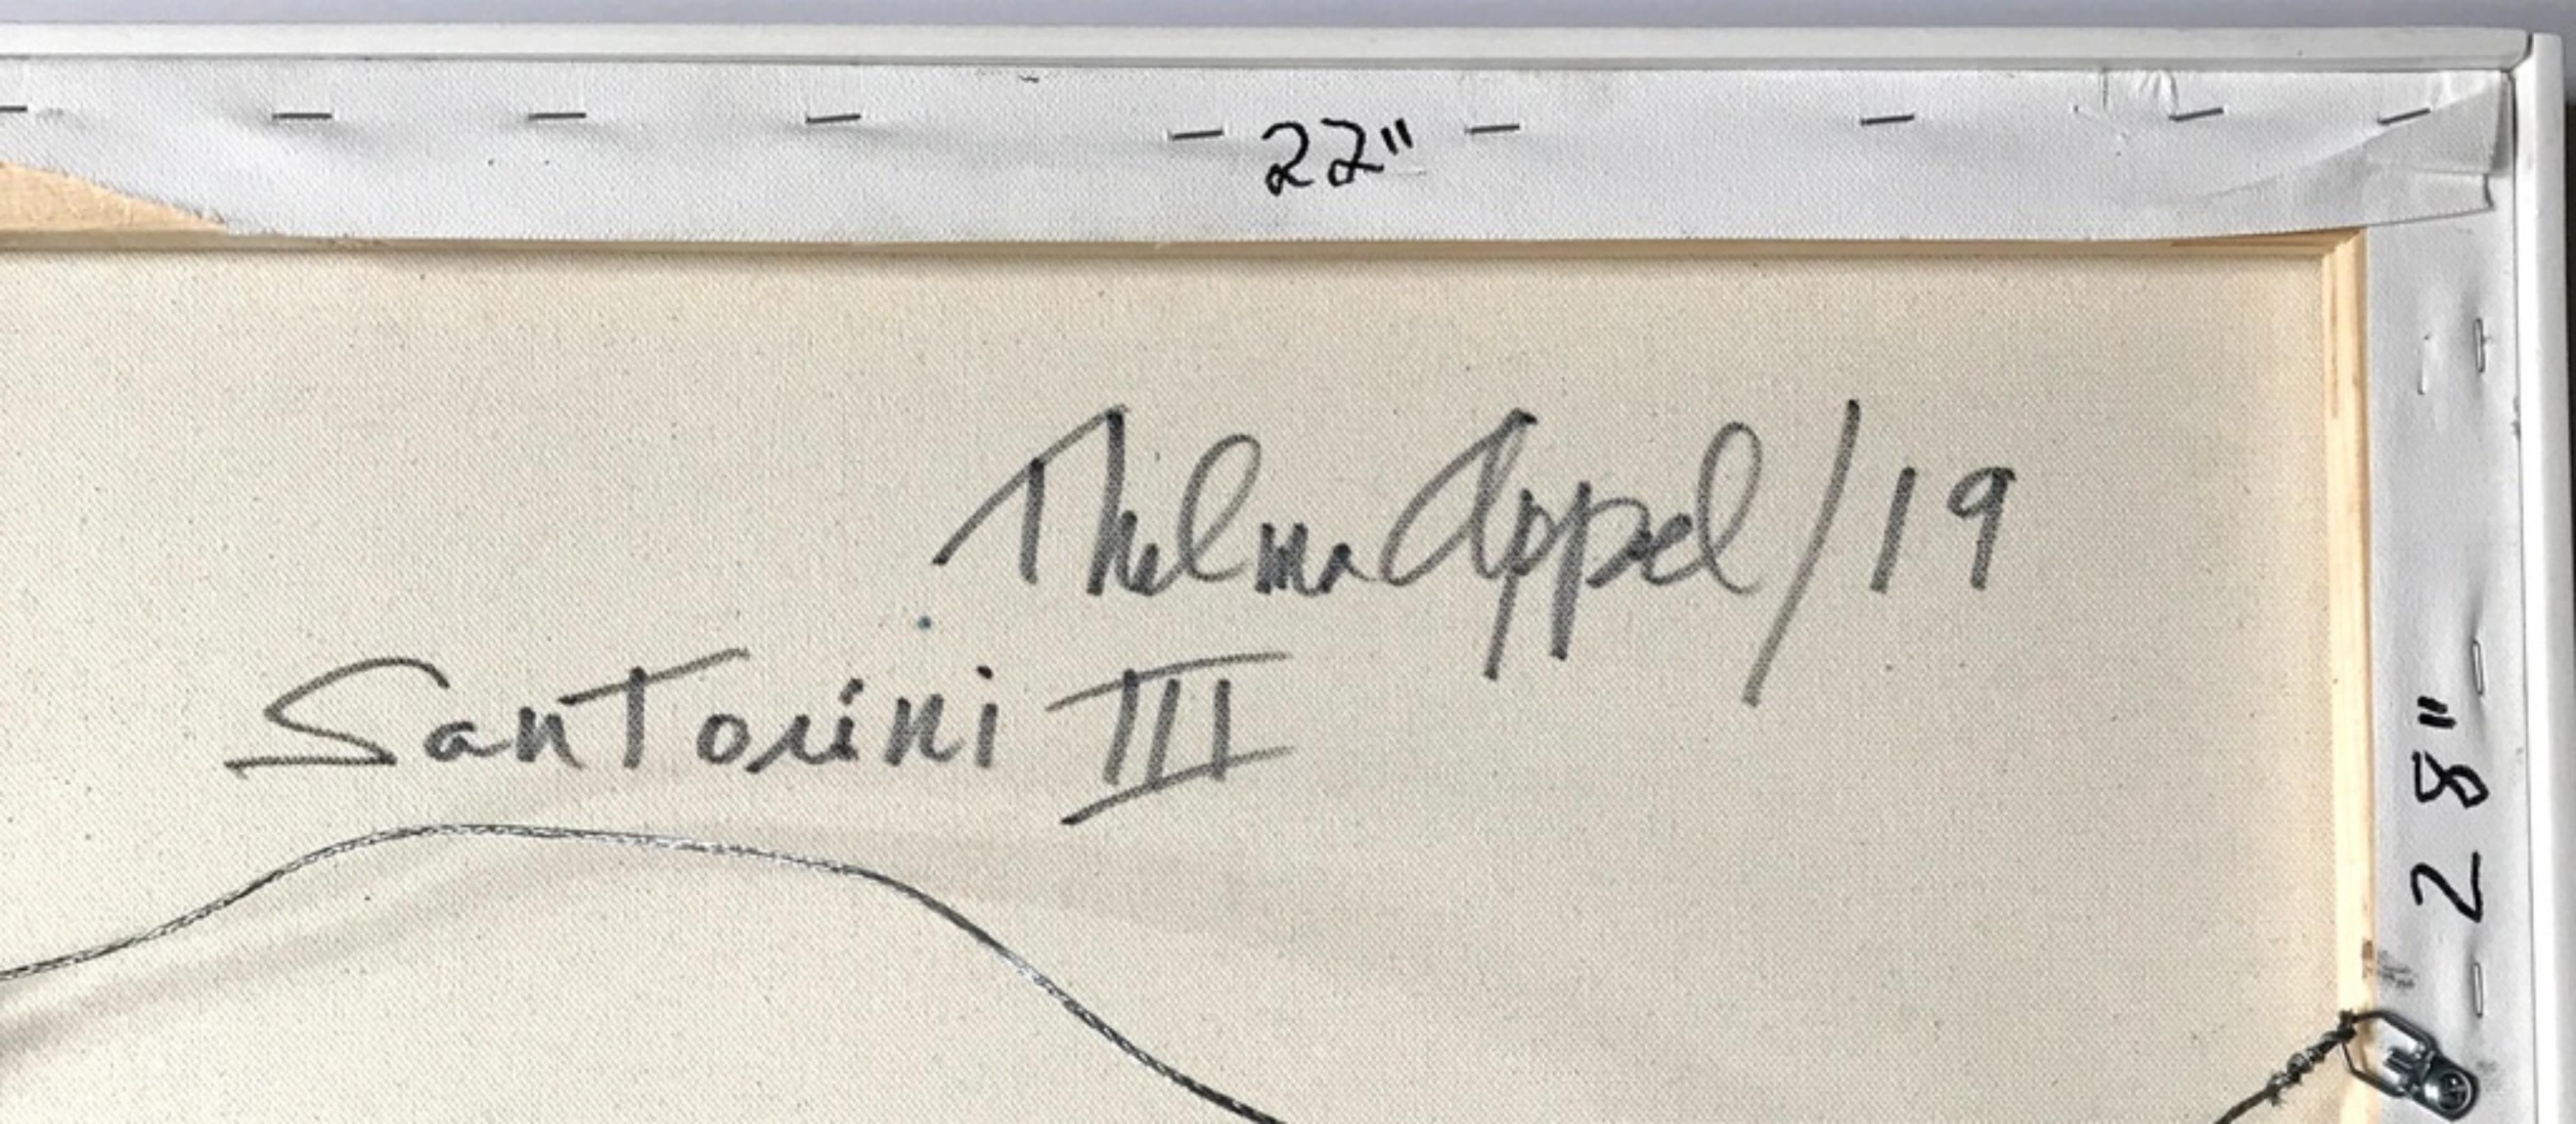 22"
Thelma Appel/19
Santorini III
28"